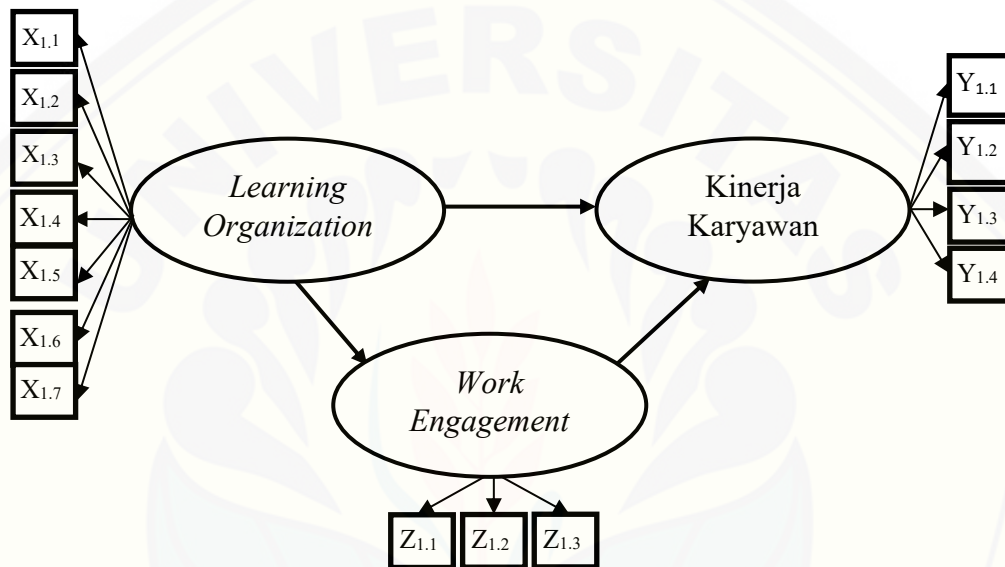 X1.1
X1.2
X1.3
X1.4
X1.5
X1.6
X1.7
Learning
Organization
Kinerja
Karyawan
Work
Engagement
Y1.1
Y1.2
Y1.3
Y1.4
Z1.1
Z1.2
Z1.3
UNIVERSITAS